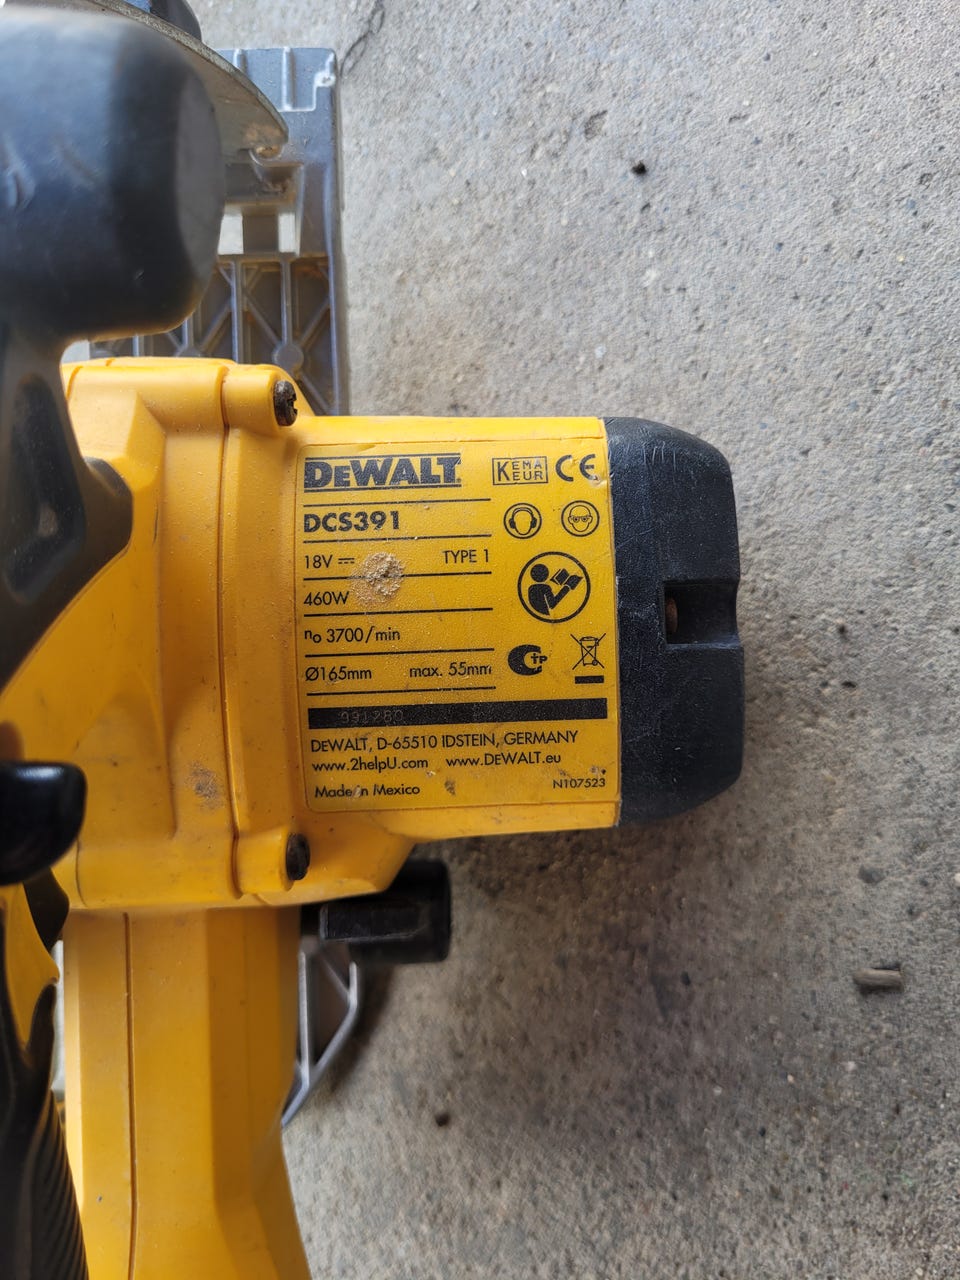 DEWALT
KEMA EUR CE
DCS391
18V ⎓ TYPE 1
460W
n₀ 3700/min
Ø165mm max. 55mm
DEWALT, D-65510 IDSTEIN, GERMANY
www.2helpU.com www.DEWALT.eu
Made in Mexico N107523